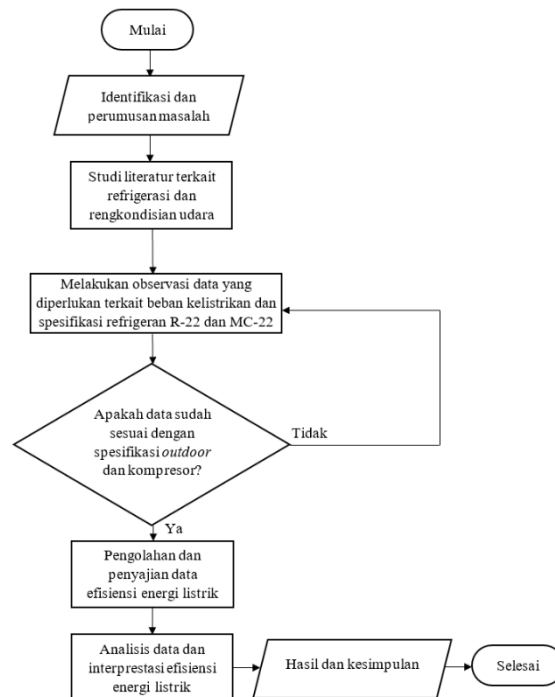 Mulai
Identifikasi dan
perumusan masalah
Studi literatur terkait
refrigerasi dan
rengkondisian udara
Melakukan observasi data yang
diperlukan terkait beban kelistrikan dan
spesifikasi refrigeran R-22 dan MC-22
Apakah data sudah
sesuai dengan
spesifikasi outdoor
dan kompresor?
Tidak
Ya
Pengolahan dan
penyajian data
efisiensi energi listrik
Analisis data dan
interprestasi efisiensi
energi listrik
Hasil dan kesimpulan
Selesai